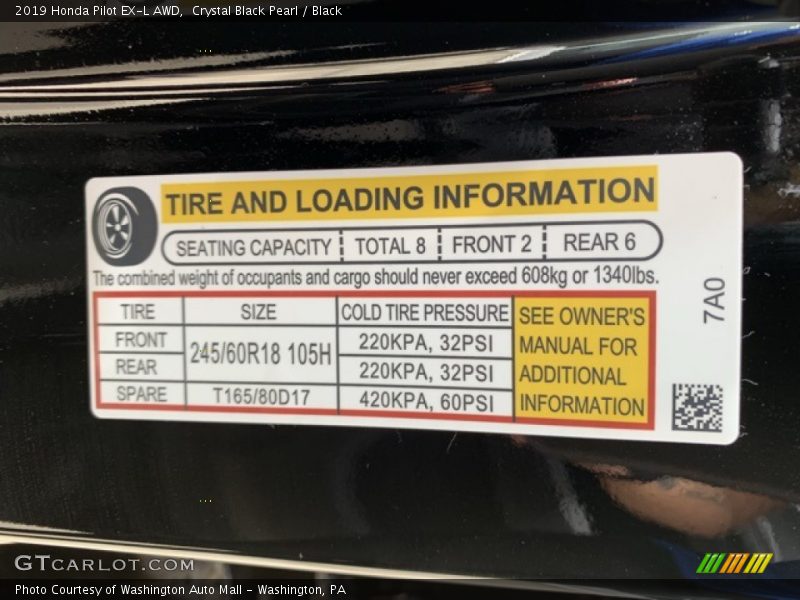 2019 Honda Pilot EX-L AWD,  Crystal Black Pearl / Black
TIRE AND LOADING INFORMATION
SEATING CAPACITY TOTAL 8 FRONT 2 REAR 6
The combined weight of occupants and cargo should never exceed 608kg or 1340lbs.
TIRE SIZE COLD TIRE PRESSURE
FRONT 245/60R18 105H 220KPA, 32PSI
REAR 220KPA, 32PSI
SPARE T165/80D17 420KPA, 60PSI
SEE OWNER'S
MANUAL FOR
ADDITIONAL
INFORMATION
7A0
GTCARLOT.COM
Photo Courtesy of Washington Auto Mall - Washington, PA